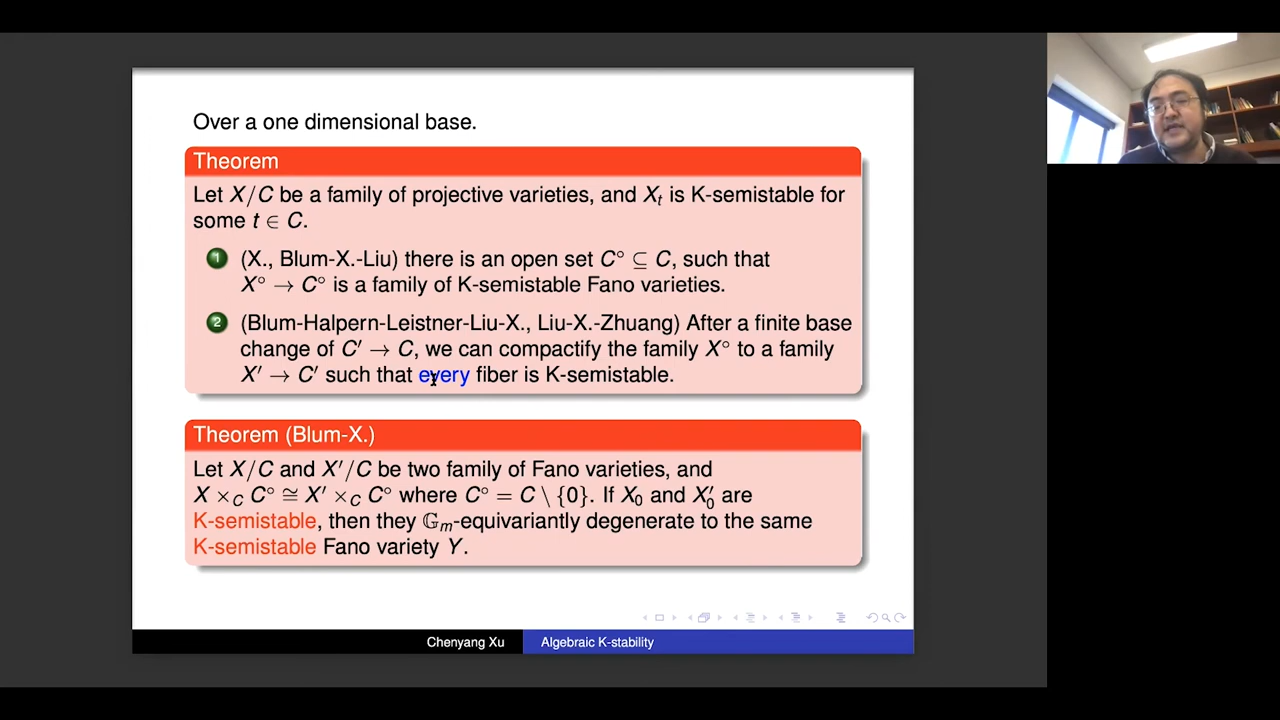 Over a one dimensional base.
Theorem
Let X/C be a family of projective varieties, and Xₜ is K-semistable for
some t ∈ C.
1 (X., Blum-X.-Liu) there is an open set C° ⊆ C, such that
X° → C° is a family of K-semistable Fano varieties.
2 (Blum-Halpern-Leistner-Liu-X., Liu-X.-Zhuang) After a finite base
change of C′ → C, we can compactify the family X° to a family
X′ → C′ such that every fiber is K-semistable.
Theorem (Blum-X.)
Let X/C and X′/C be two family of Fano varieties, and
X ×_C C° ≅ X′ ×_C C° where C° = C \ {0}. If X₀ and X′₀ are
K-semistable, then they 𝔾ₘ-equivariantly degenerate to the same
K-semistable Fano variety Y.
Chenyang Xu Algebraic K-stability